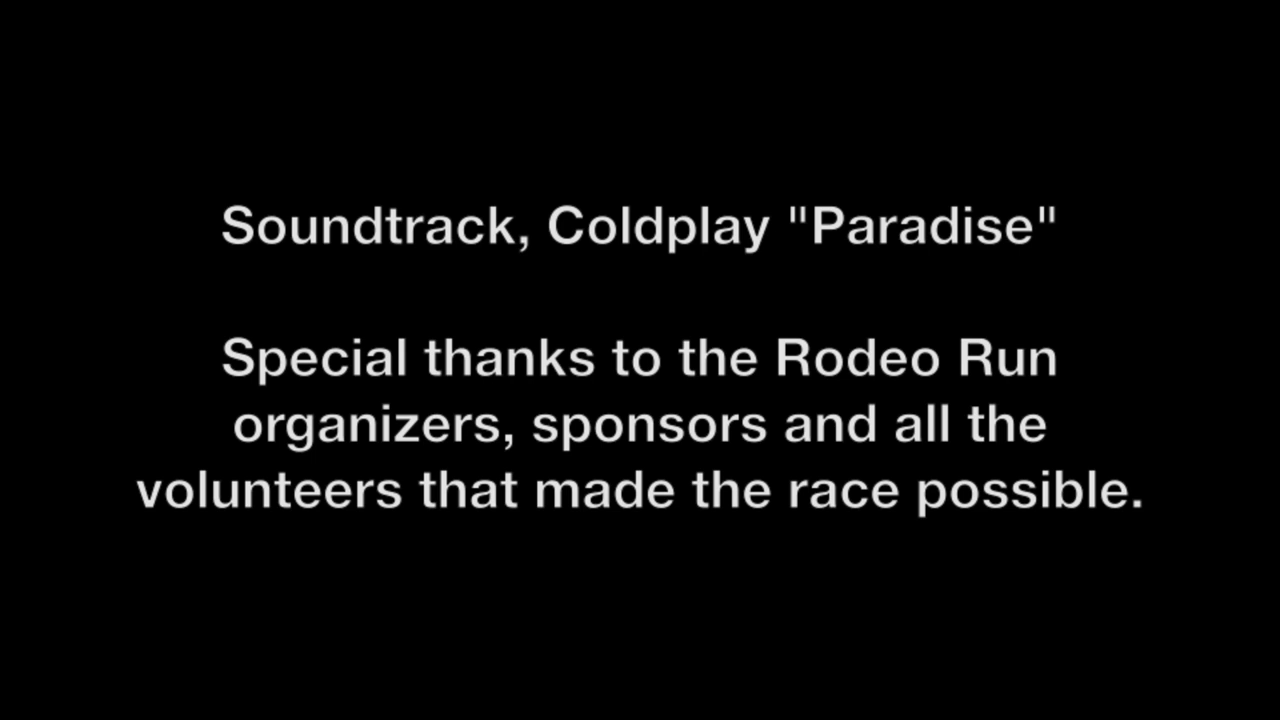 Soundtrack, Coldplay "Paradise"
Special thanks to the Rodeo Run
organizers, sponsors and all the
volunteers that made the race possible.